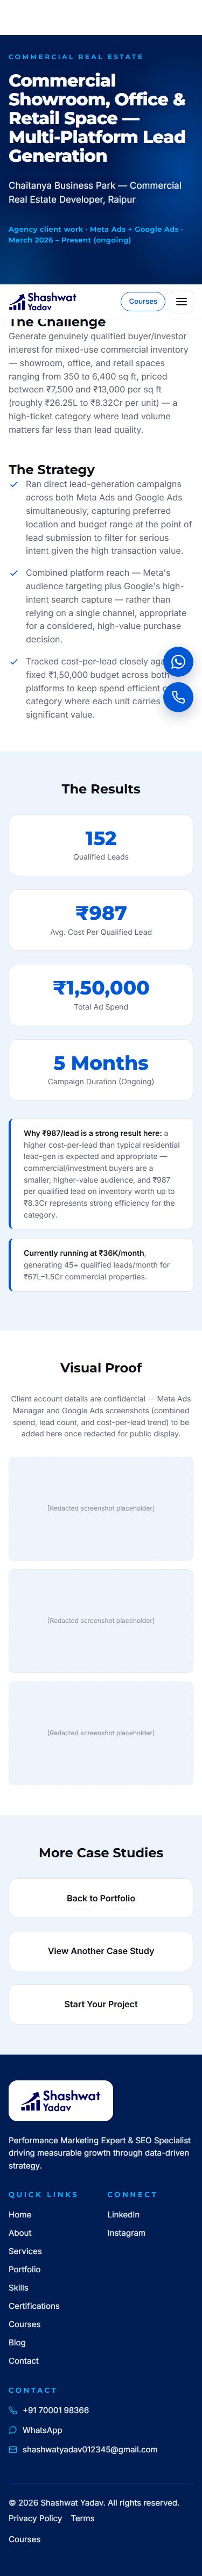 COMMERCIAL REAL ESTATE
Commercial
Showroom, Office &
Retail Space —
Multi-Platform Lead
Generation
Chaitanya Business Park — Commercial
Real Estate Developer, Raipur
Agency client work · Meta Ads + Google Ads ·
March 2026 – Present (ongoing)
Shashwat
Yadav
Courses
The Challenge
Generate genuinely qualified buyer/investor
interest for mixed-use commercial inventory
— showroom, office, and retail spaces
ranging from 350 to 6,400 sq ft, priced
between ₹7,500 and ₹13,000 per sq ft
(roughly ₹26.25L to ₹8.32Cr per unit) — a
high-ticket category where lead volume
matters far less than lead quality.
The Strategy
Ran direct lead-generation campaigns
across both Meta Ads and Google Ads
simultaneously, capturing preferred
location and budget range at the point of
lead submission to filter for serious
intent given the high transaction value.
Combined platform reach — Meta's
audience targeting plus Google's high-
intent search capture — rather than
relying on a single channel, appropriate
for a considered, high-value purchase
decision.
Tracked cost-per-lead closely
fixed ₹1,50,000 budget across both
platforms to keep spend efficient
category where each unit carries
significant value.
The Results
152
Qualified Leads
₹987
Avg. Cost Per Qualified Lead
₹1,50,000
Total Ad Spend
5 Months
Campaign Duration (Ongoing)
Why ₹987/lead is a strong result here: a
higher cost-per-lead than typical residential
lead-gen is expected and appropriate —
commercial/investment buyers are a
smaller, higher-value audience, and ₹987
per qualified lead on inventory worth up to
₹8.3Cr represents strong efficiency for the
category.
Currently running at ₹36K/month,
generating 45+ qualified leads/month for
₹67L–1.5Cr commercial properties.
Visual Proof
Client account details are confidential — Meta Ads
Manager and Google Ads screenshots (combined
spend, lead count, and cost-per-lead trend) to be
added here once redacted for public display.
[Redacted screenshot placeholder]
[Redacted screenshot placeholder]
[Redacted screenshot placeholder]
More Case Studies
Back to Portfolio
View Another Case Study
Start Your Project
Shashwat
Yadav
Performance Marketing Expert & SEO Specialist
driving measurable growth through data-driven
strategy.
QUICK LINKS
Home
About
Services
Portfolio
Skills
Certifications
Courses
Blog
Contact
CONNECT
LinkedIn
Instagram
CONTACT
+91 70001 98366
WhatsApp
shashwatyadav012345@gmail.com
© 2026 Shashwat Yadav. All rights reserved.
Privacy Policy Terms
Courses